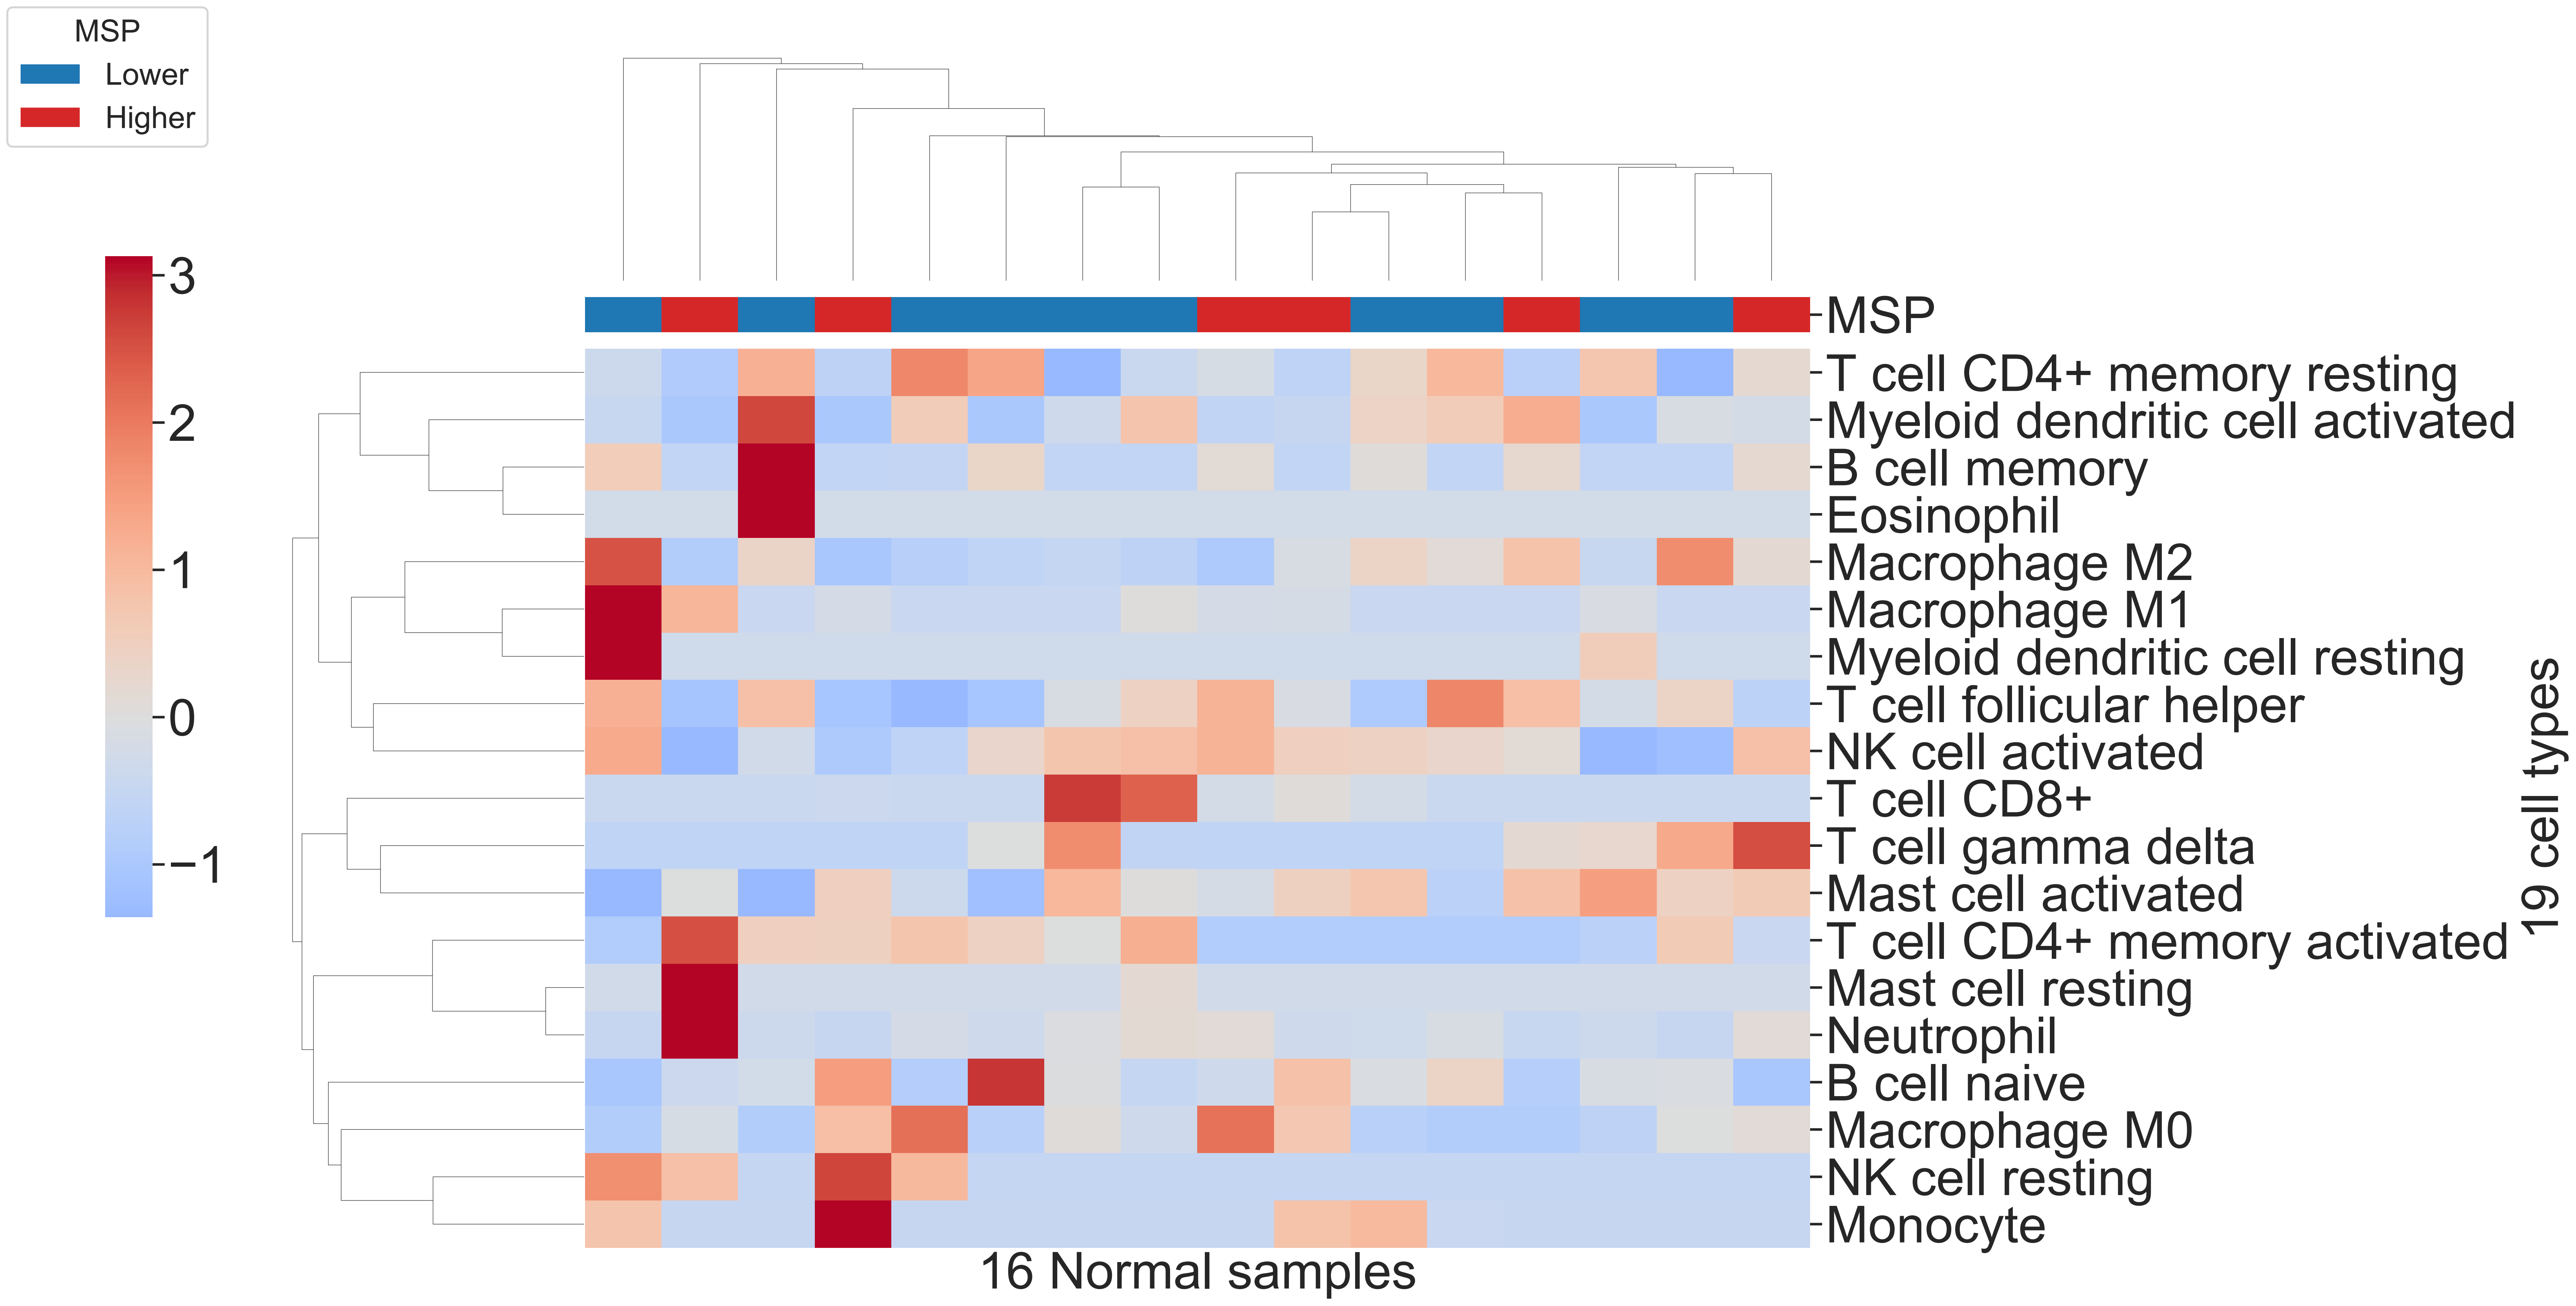 MSP
Lower
Higher
3
2
1
0
−1
MSP
T cell CD4+ memory resting
Myeloid dendritic cell activated
B cell memory
Eosinophil
Macrophage M2
Macrophage M1
Myeloid dendritic cell resting
T cell follicular helper
NK cell activated
T cell CD8+
T cell gamma delta
Mast cell activated
T cell CD4+ memory activated
Mast cell resting
Neutrophil
B cell naive
Macrophage M0
NK cell resting
Monocyte
19 cell types
16 Normal samples